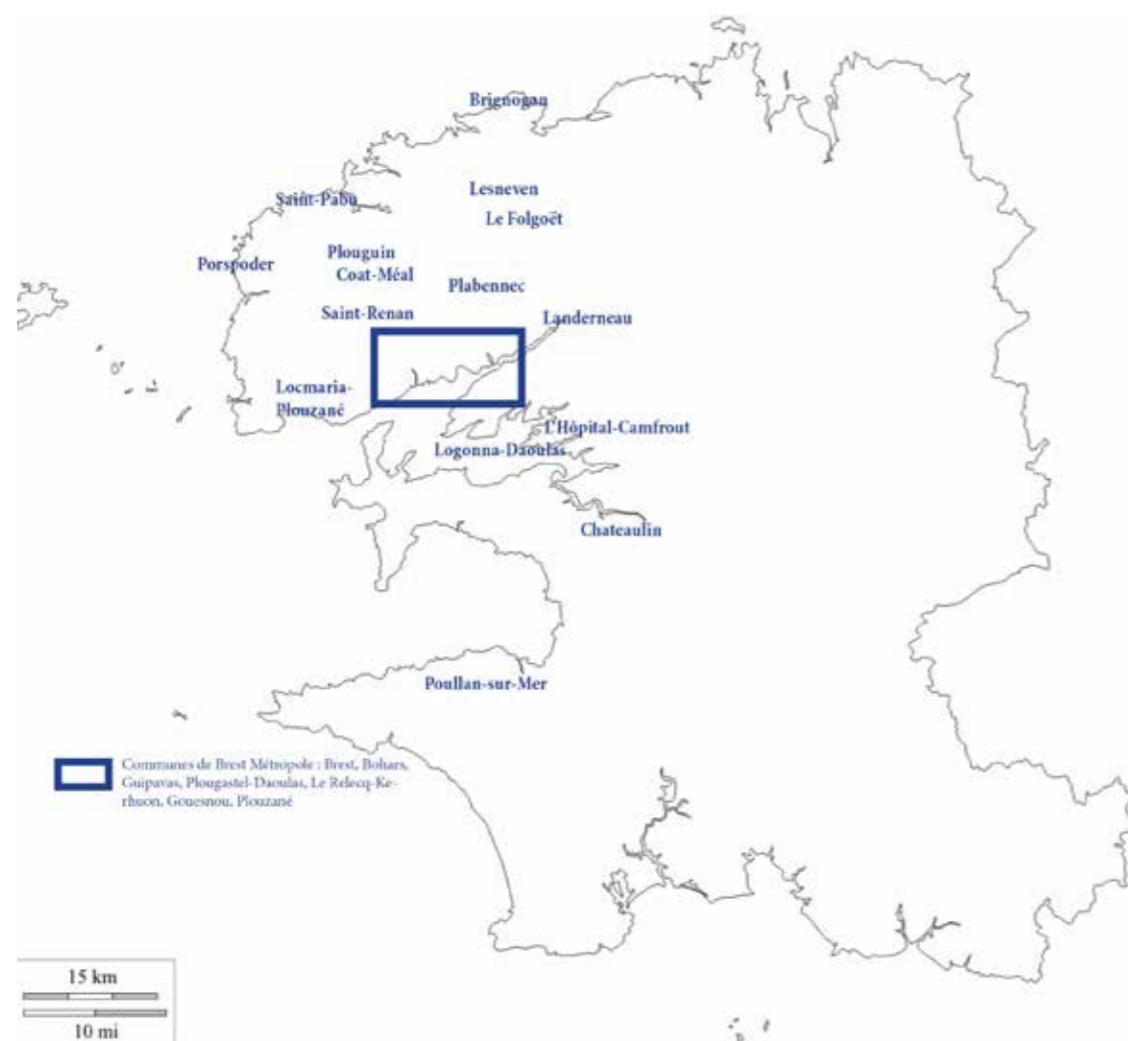 Brignogan
Lesneven
Saint-Pabu
Le Folgoët
Plouguin
Porspoder
Coat-Méal
Plabennec
Saint-Renan
Landerneau
Locmaria-
Plouzané
L'Hôpital-Camfrout
Logonna-Daoulas
Chateaulin
Poullan-sur-Mer
Communes de Brest Métropole : Brest, Bohars,
Guipavas, Plougastel-Daoulas, Le Relecq-Ke-
rhuon, Gouesnou, Plouzané
15 km
10 mi